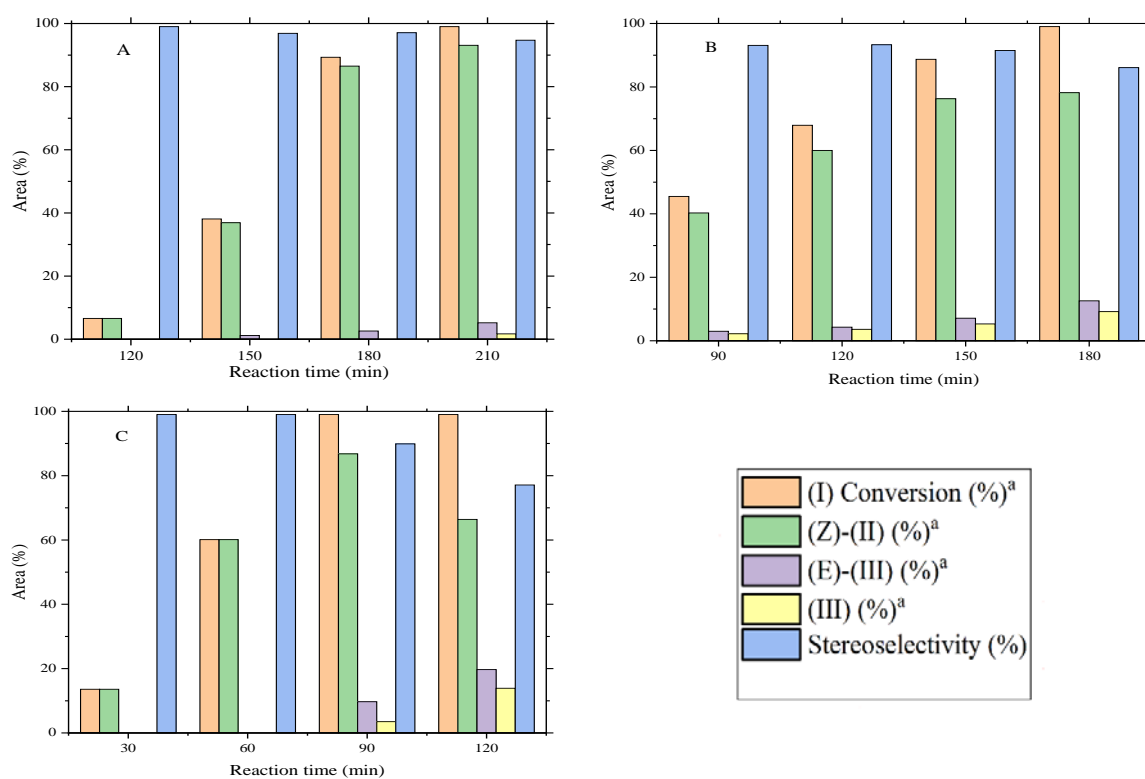 A
Area (%)
100
80
60
40
20
0
120 150 180 210
Reaction time (min)
B
Area (%)
100
80
60
40
20
0
90 120 150 180
Reaction time (min)
C
Area (%)
100
80
60
40
20
0
30 60 90 120
Reaction time (min)
(I) Conversion (%)ᵃ
(Z)-(II) (%)ᵃ
(E)-(III) (%)ᵃ
(III) (%)ᵃ
Stereoselectivity (%)